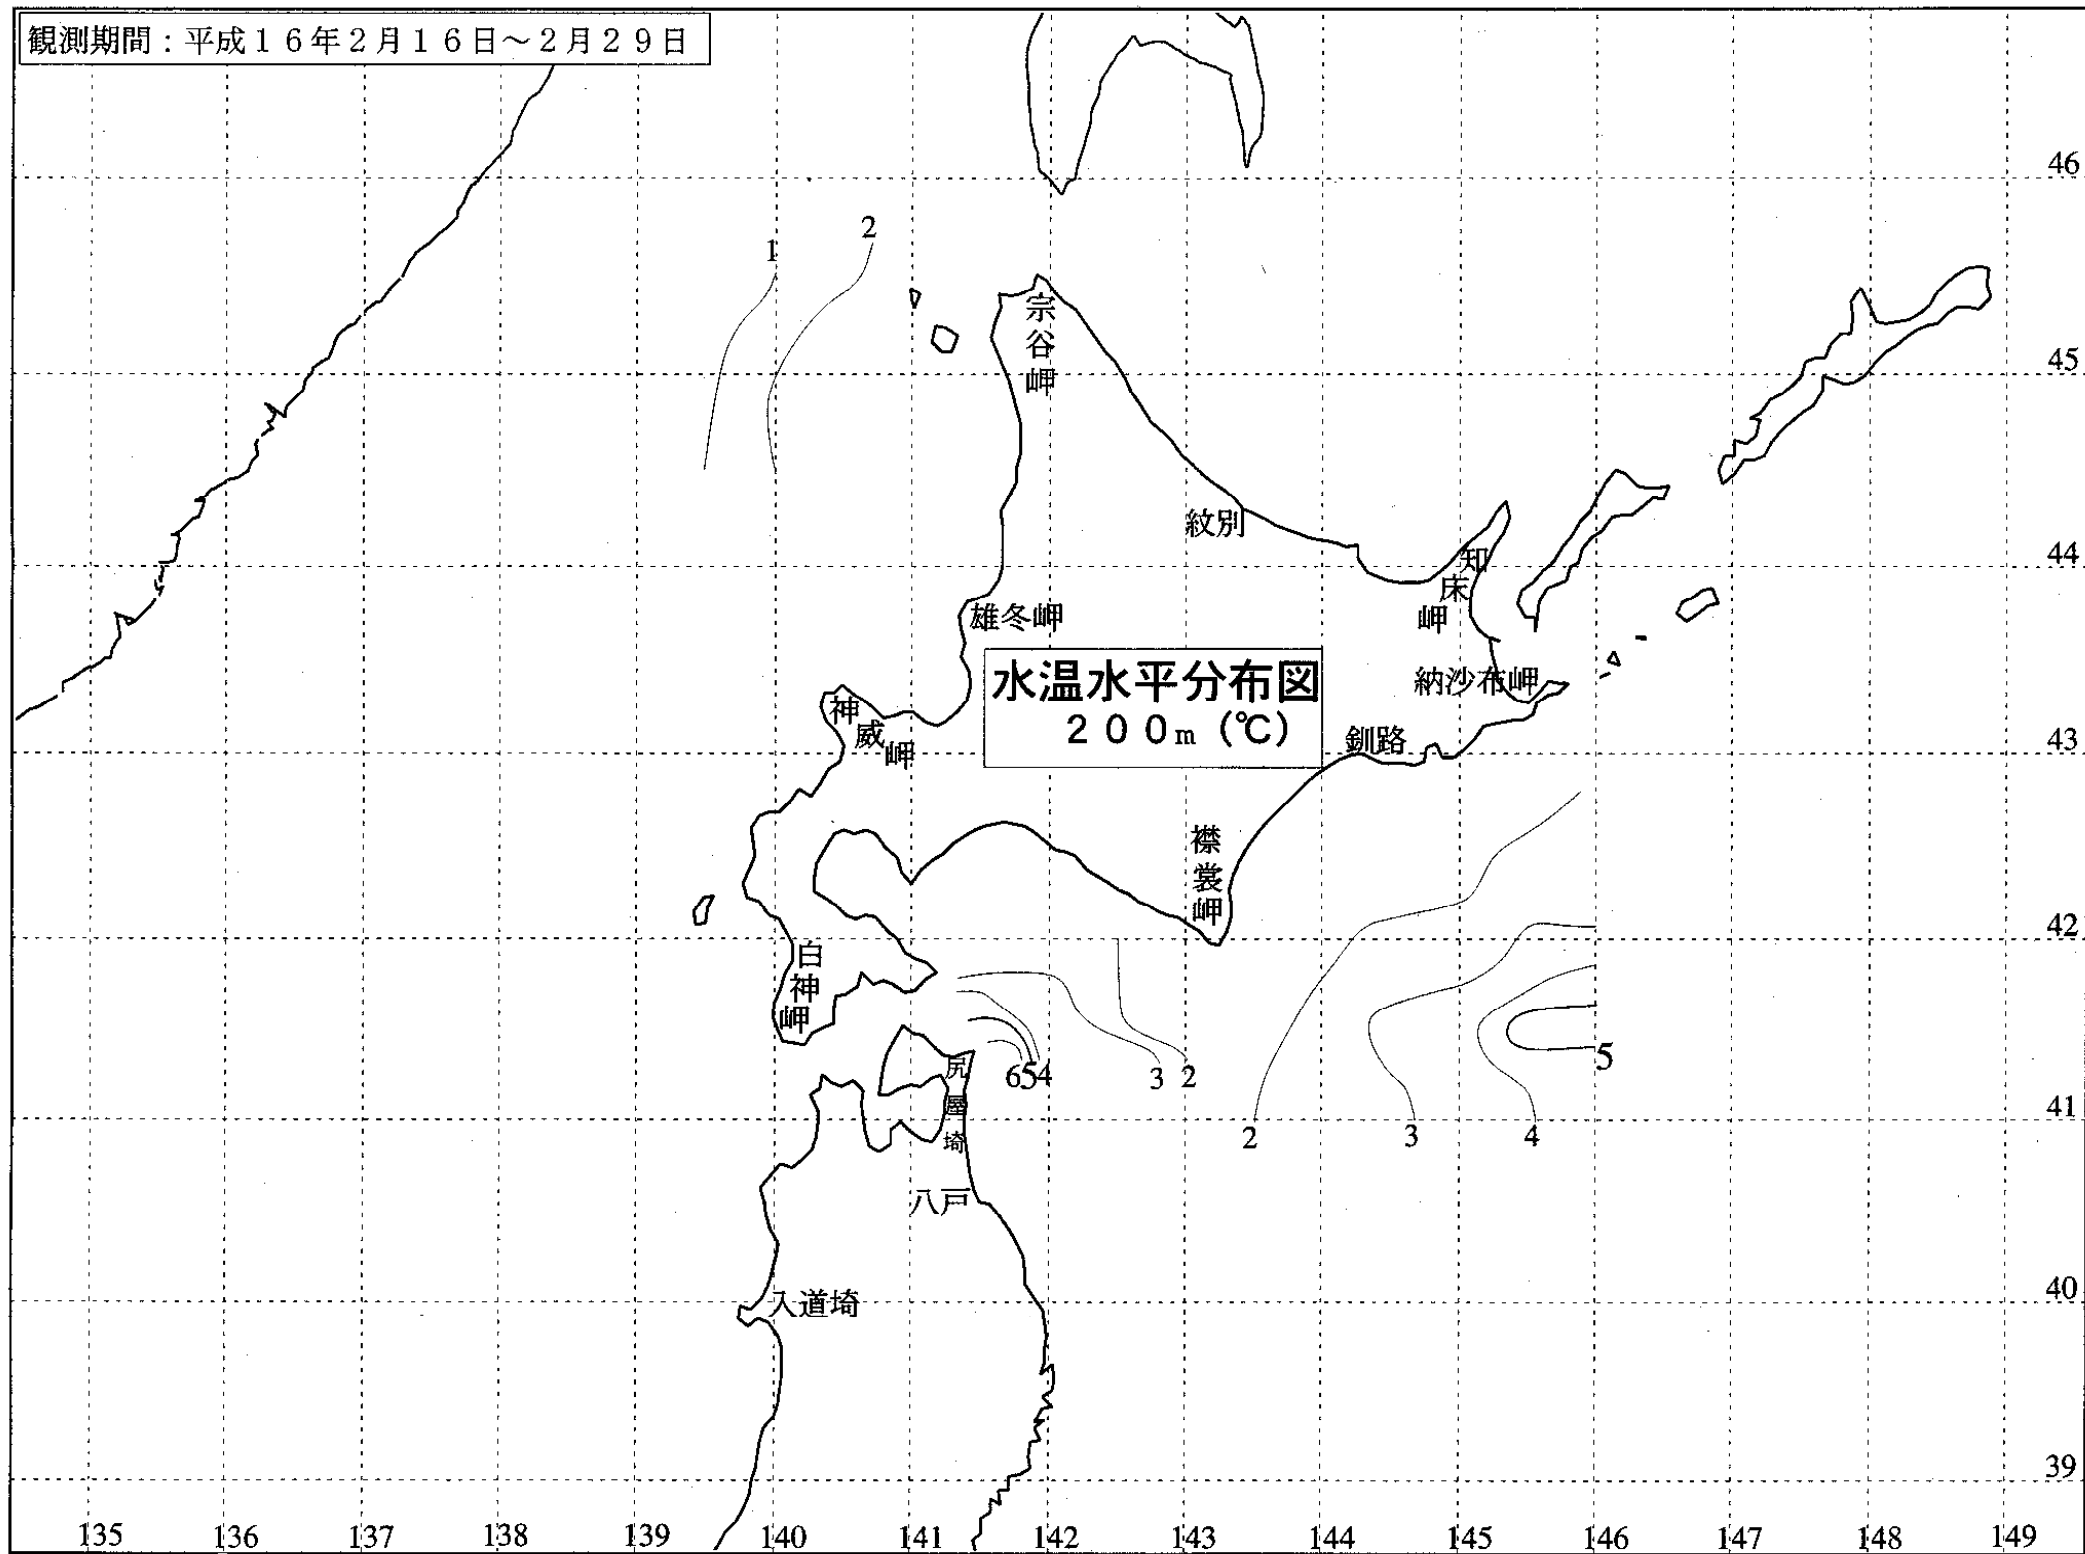 観測期間：平成１６年２月１６日～２月２９日
46
2
1
宗谷岬
45
紋別
44
知床岬
雄冬岬
水温水平分布図
２００ｍ（℃）
納沙布岬
神威岬
釧路
43
襟裳岬
42
白神岬
5
654
3
2
尻屋埼
41
2
3
4
八戸
40
入道埼
39
135
136
137
138
139
140
141
142
143
144
145
146
147
148
149